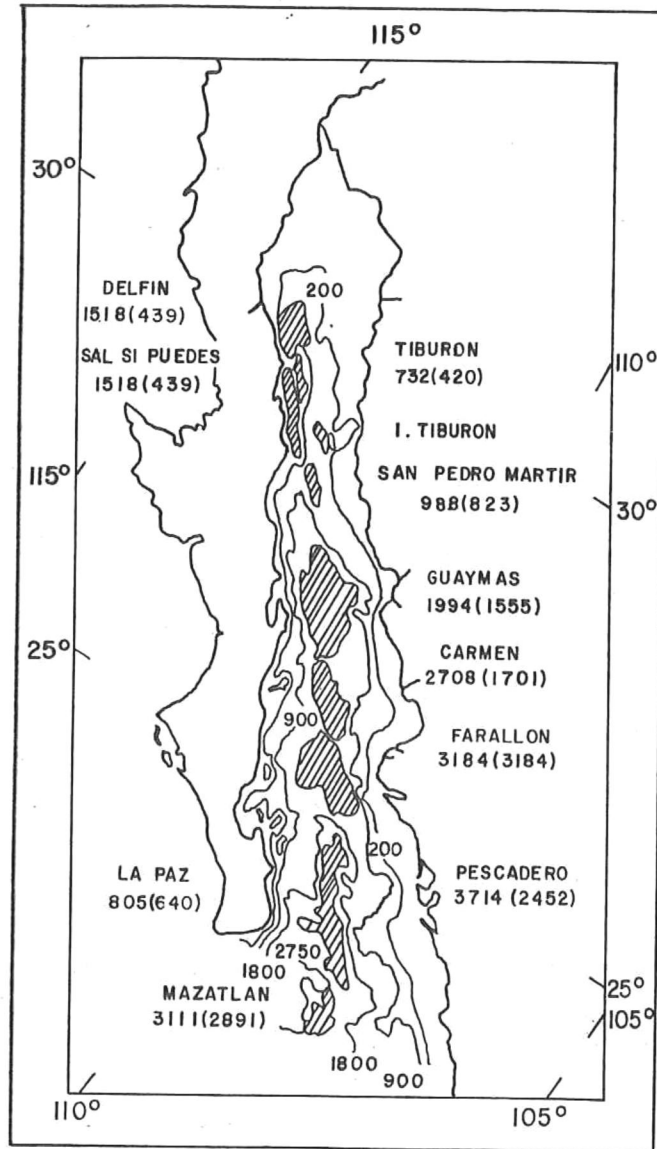 115°
30°
200
DELFIN
1518(439)
SAL SI PUEDES
1518(439)
TIBURON
732(420)
110°
I. TIBURON
115°
SAN PEDRO MARTIR
988(823)
30°
GUAYMAS
1994(1555)
25°
CARMEN
2708(1701)
900
FARALLON
3184(3184)
200
LA PAZ
805(640)
PESCADERO
3714(2452)
2750
1800
MAZATLAN
3111(2891)
25°
105°
1800
900
110°
105°